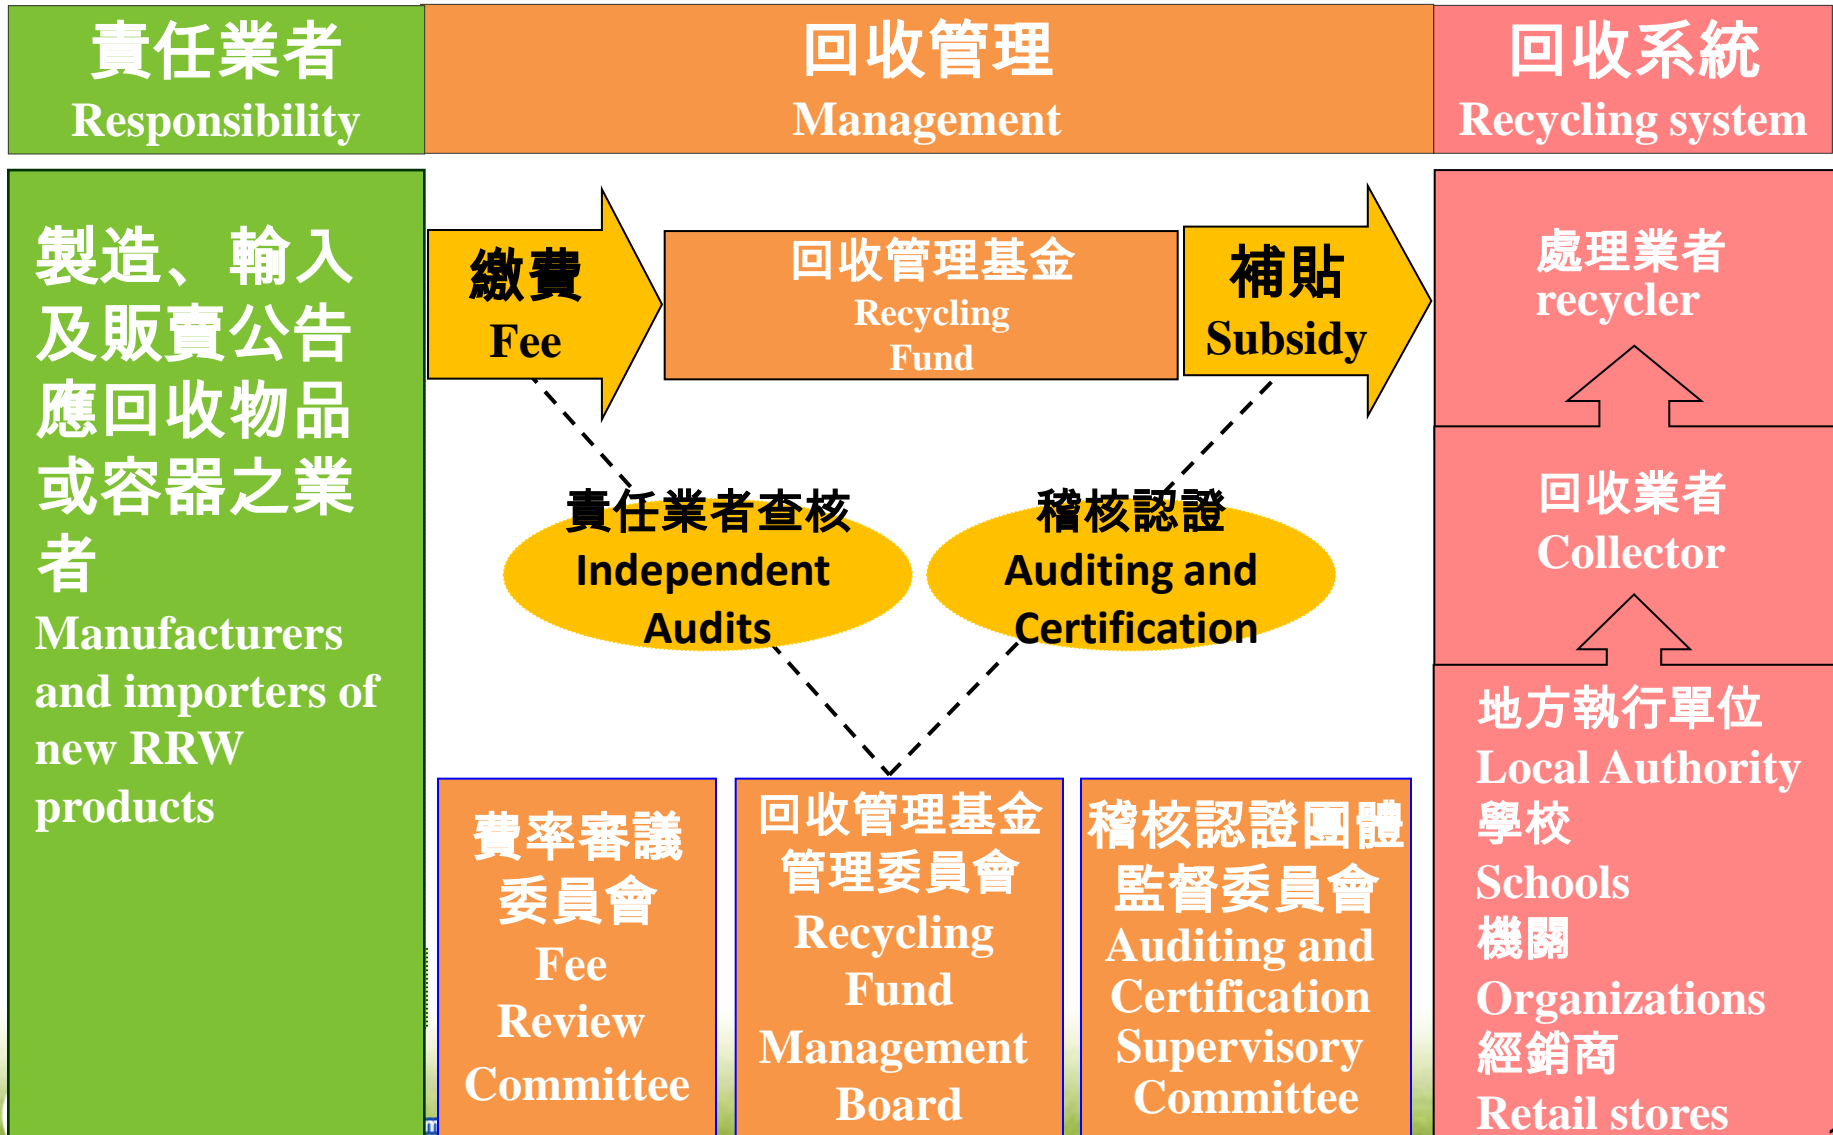 責任業者
Responsibility
回收管理
Management
回收系統
Recycling system
製造、輸入
及販賣公告
應回收物品
或容器之業
者
Manufacturers
and importers of
new RRW
products
繳費
Fee
回收管理基金
Recycling
Fund
補貼
Subsidy
責任業者查核
Independent
Audits
稽核認證
Auditing and
Certification
費率審議
委員會
Fee
Review
Committee
回收管理基金
管理委員會
Recycling
Fund
Management
Board
稽核認證團體
監督委員會
Auditing and
Certification
Supervisory
Committee
處理業者
recycler
回收業者
Collector
地方執行單位
Local Authority
學校
Schools
機關
Organizations
經銷商
Retail stores